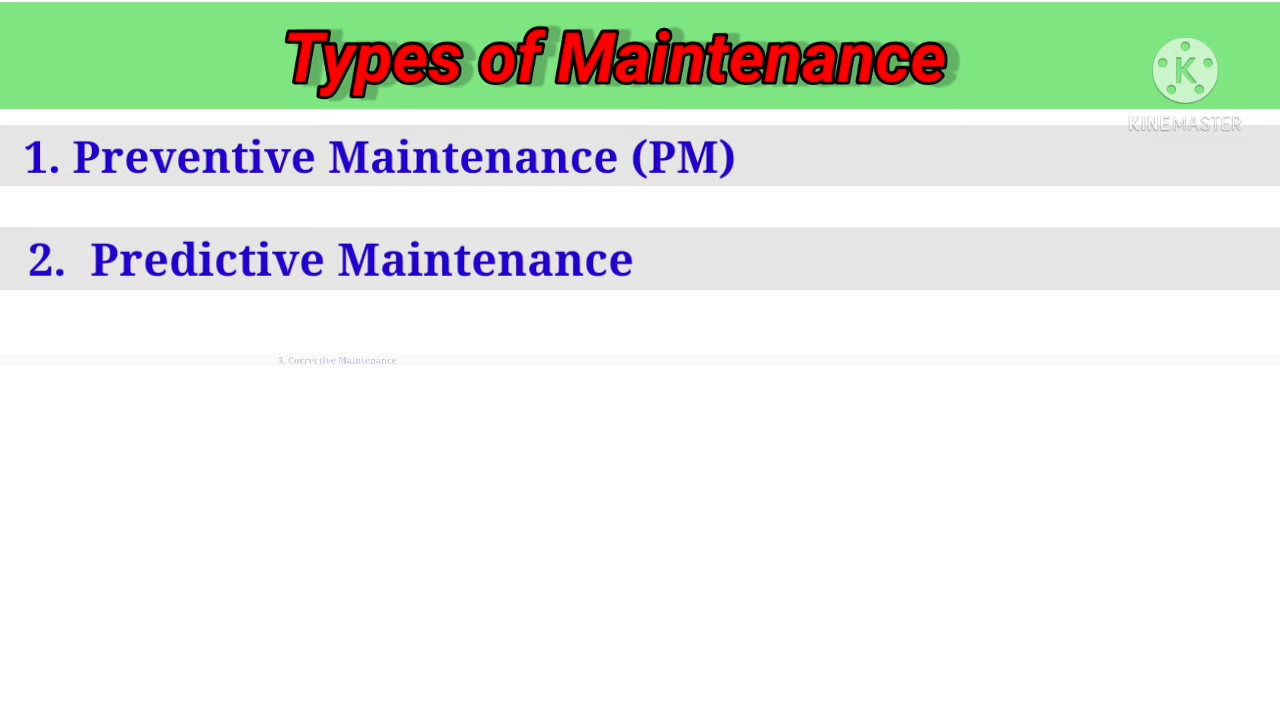 Types of Maintenance
K
KINEMASTER
1. Preventive Maintenance (PM)
2. Predictive Maintenance
3. Corrective Maintenance